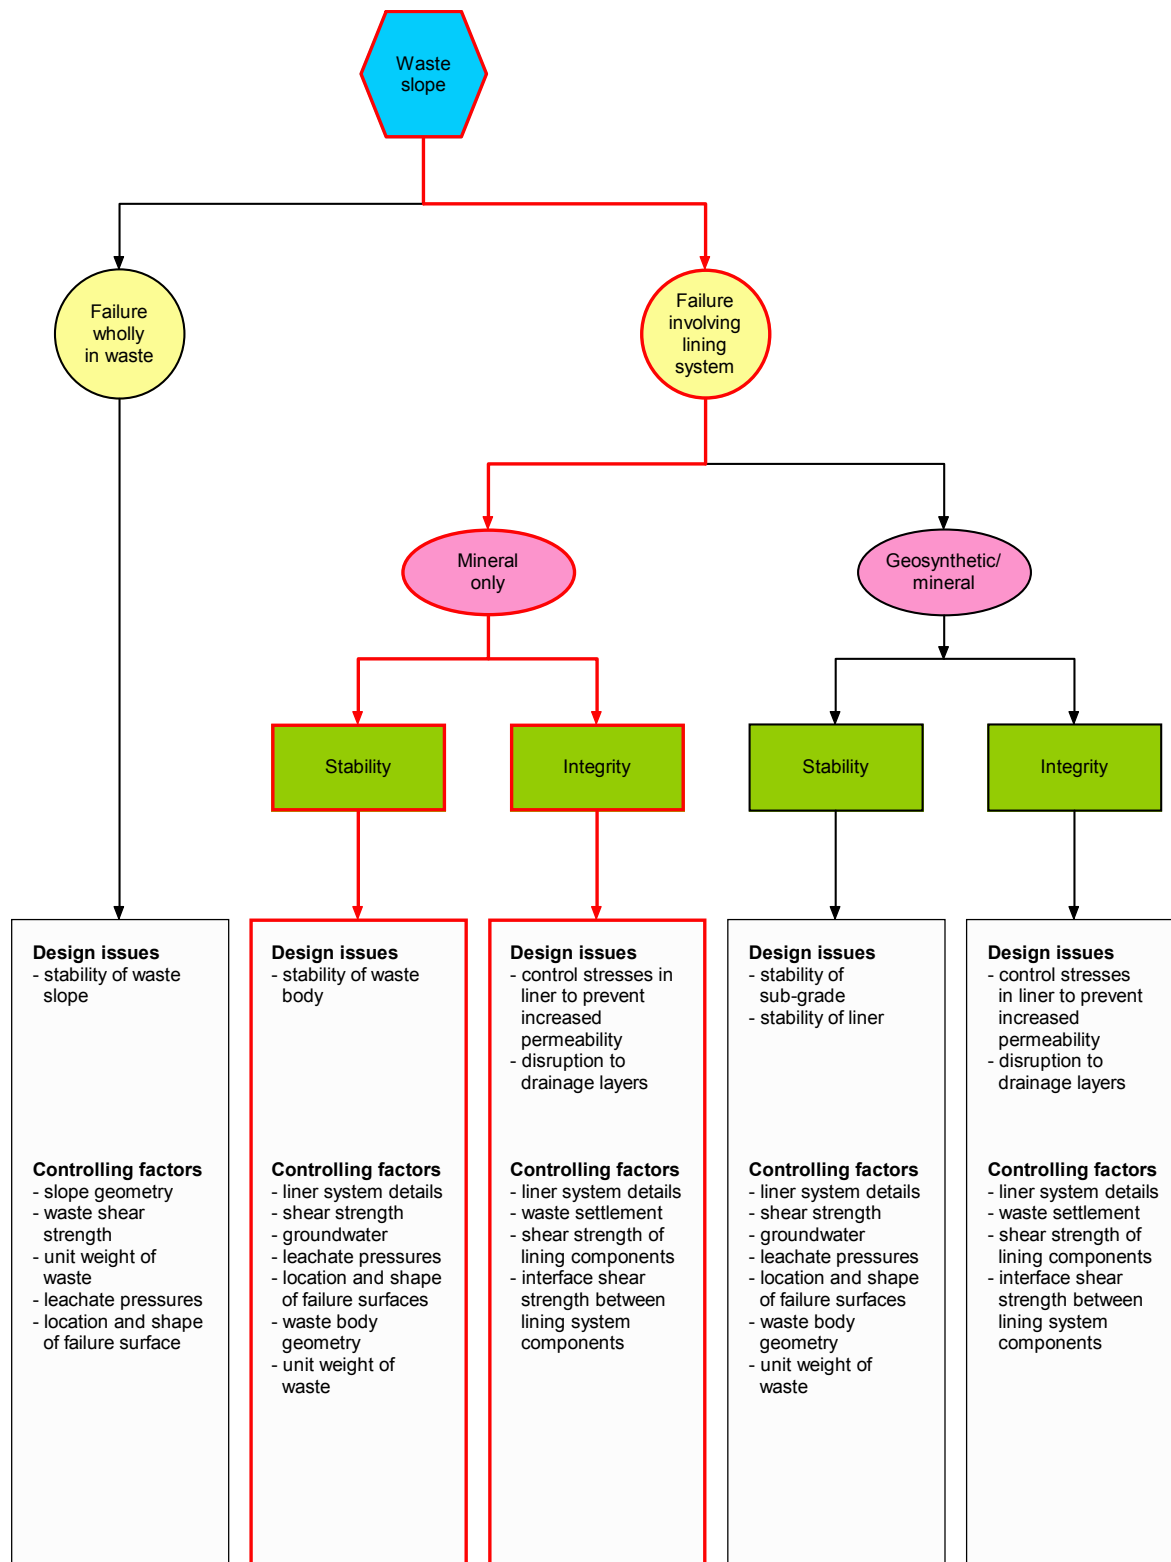 Waste
slope
Failure
wholly
in waste
Failure
involving
lining
system
Mineral
only
Geosynthetic/
mineral
Stability
Integrity
Stability
Integrity
Design issues
- stability of waste
slope
Controlling factors
- slope geometry
- waste shear
strength
- unit weight of
waste
- leachate pressures
- location and shape
of failure surface
Design issues
- stability of waste
body
Controlling factors
- liner system details
- shear strength
- groundwater
- leachate pressures
- location and shape
of failure surfaces
- waste body
geometry
- unit weight of
waste
Design issues
- control stresses in
liner to prevent
increased
permeability
- disruption to
drainage layers
Controlling factors
- liner system details
- waste settlement
- shear strength of
lining components
- interface shear
strength between
lining system
components
Design issues
- stability of
sub-grade
- stability of liner
Controlling factors
- liner system details
- shear strength
- groundwater
- leachate pressures
- location and shape
of failure surfaces
- waste body
geometry
- unit weight of
waste
Design issues
- control stresses
in liner to prevent
increased
permeability
- disruption to
drainage layers
Controlling factors
- liner system details
- waste settlement
- shear strength of
lining components
- interface shear
strength between
lining system
components